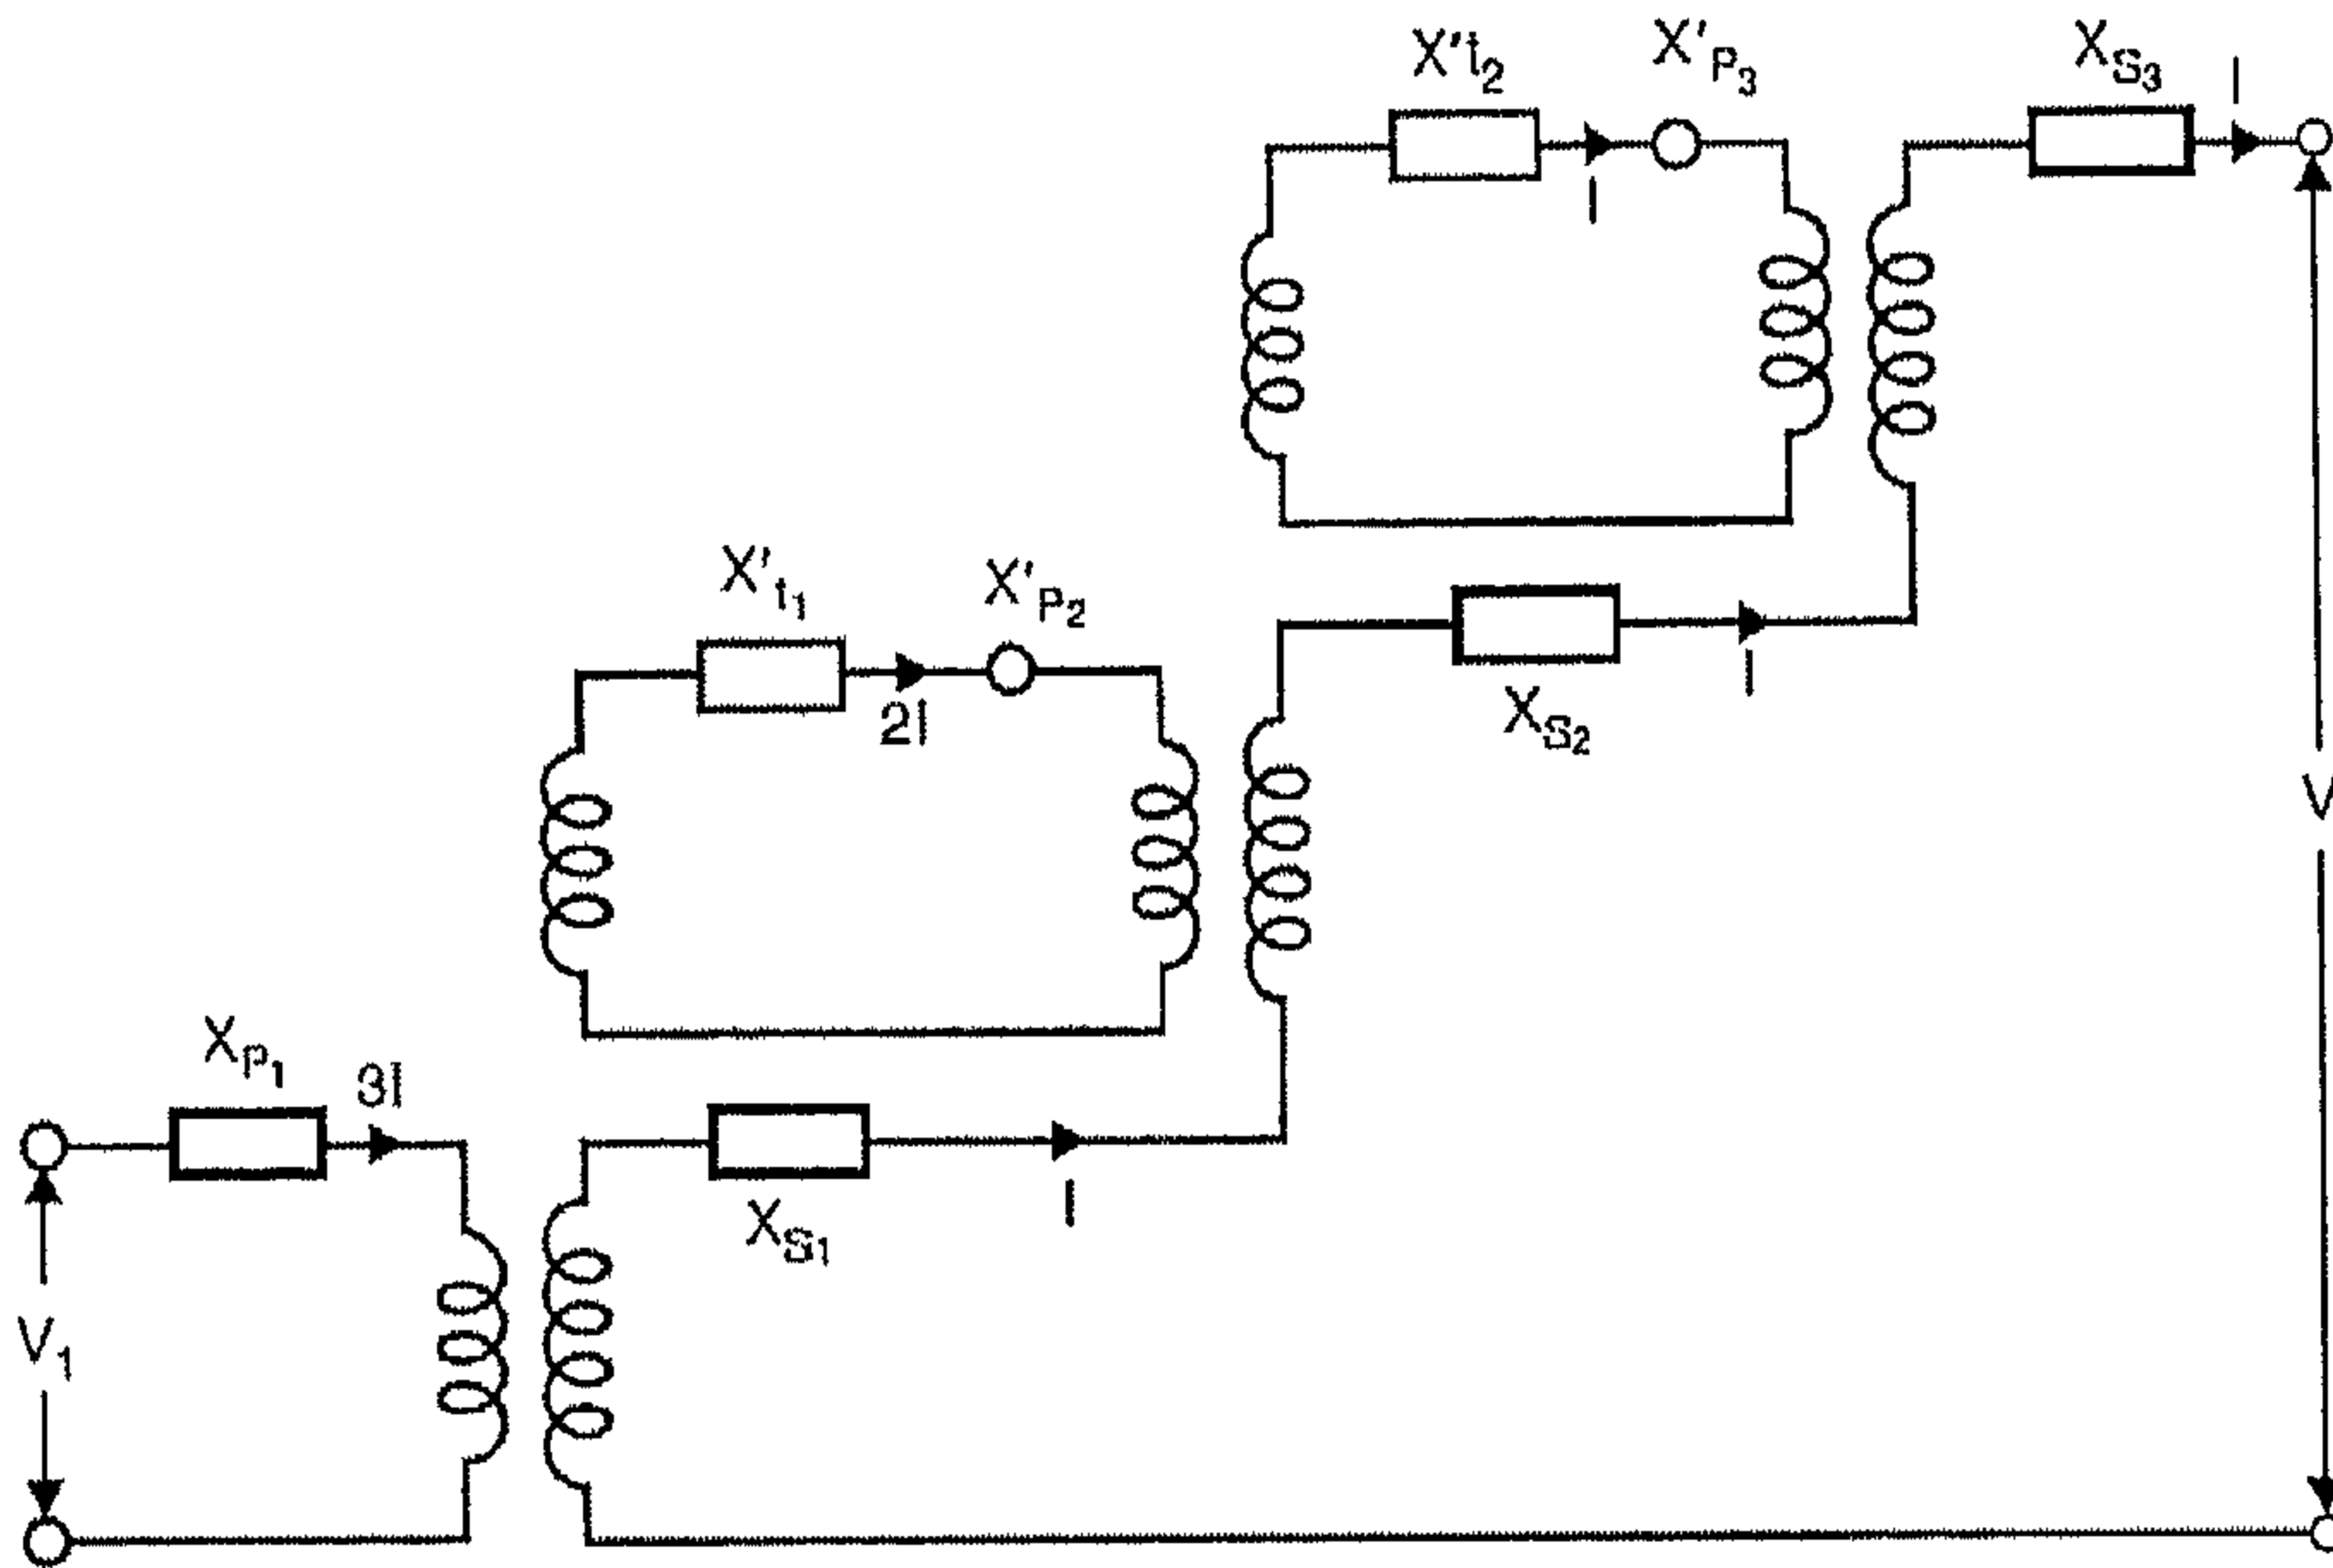 X't₂
X'P₃
XS₃
I
I
X't₁
X'P₂
2I
XS₂
I
V
XP₁
3I
XS₁
I
V₁